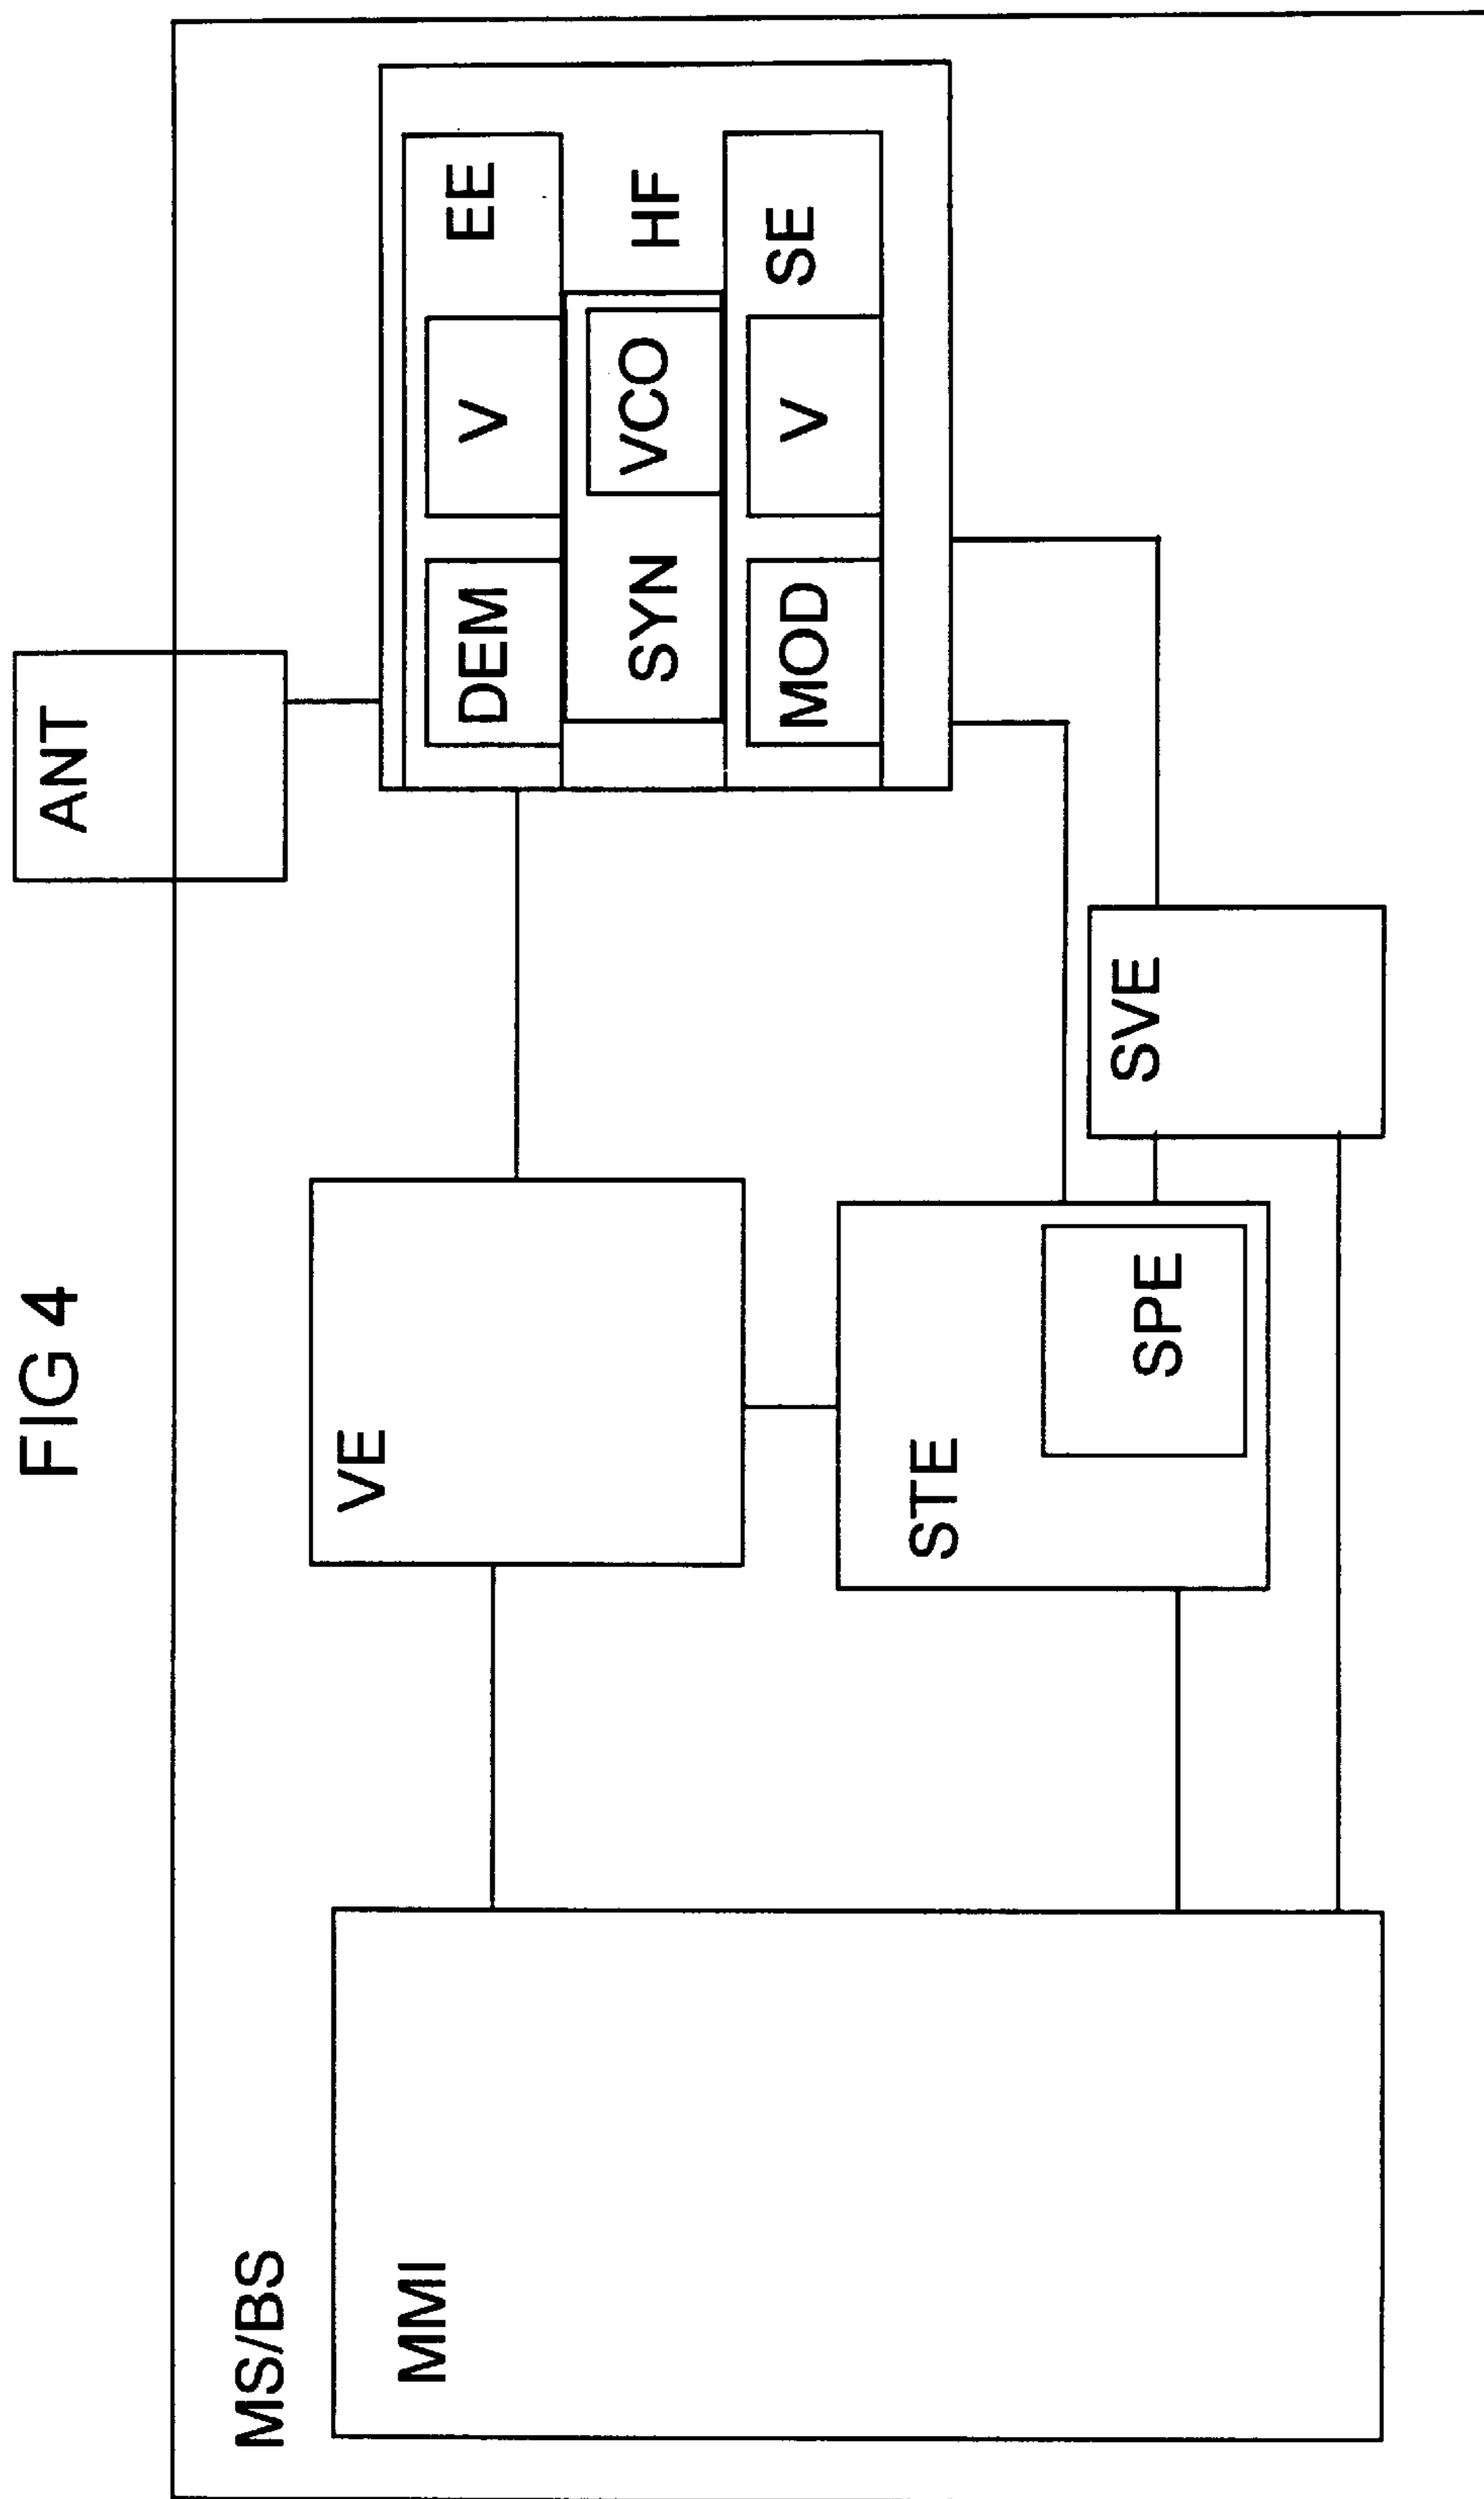 FIG 4
ANT
MS/BS
MMI
VE
DEM
V
EE
SYN
VCO
HF
MOD
V
SE
STE
SPE
SVE